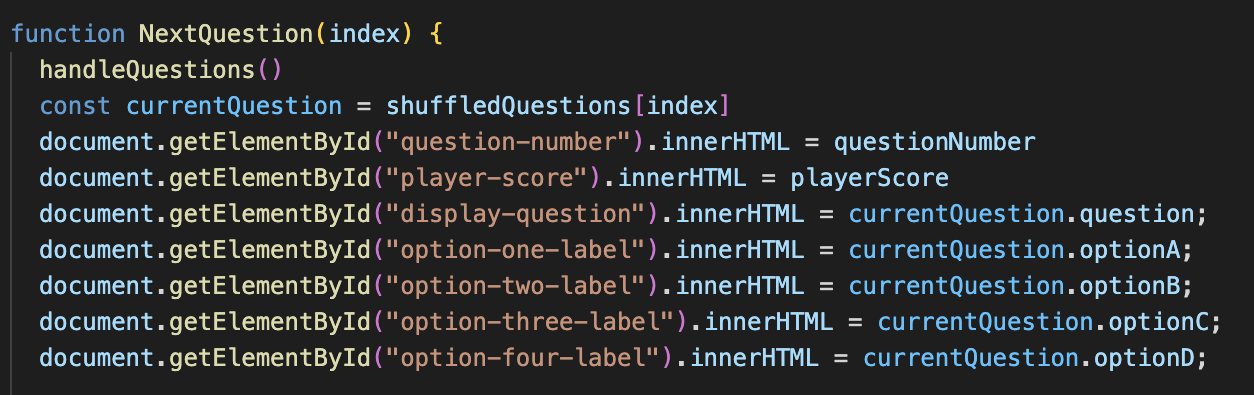 function NextQuestion(index) {
handleQuestions()
const currentQuestion = shuffledQuestions[index]
document.getElementById("question-number").innerHTML = questionNumber
document.getElementById("player-score").innerHTML = playerScore
document.getElementById("display-question").innerHTML = currentQuestion.question;
document.getElementById("option-one-label").innerHTML = currentQuestion.optionA;
document.getElementById("option-two-label").innerHTML = currentQuestion.optionB;
document.getElementById("option-three-label").innerHTML = currentQuestion.optionC;
document.getElementById("option-four-label").innerHTML = currentQuestion.optionD;